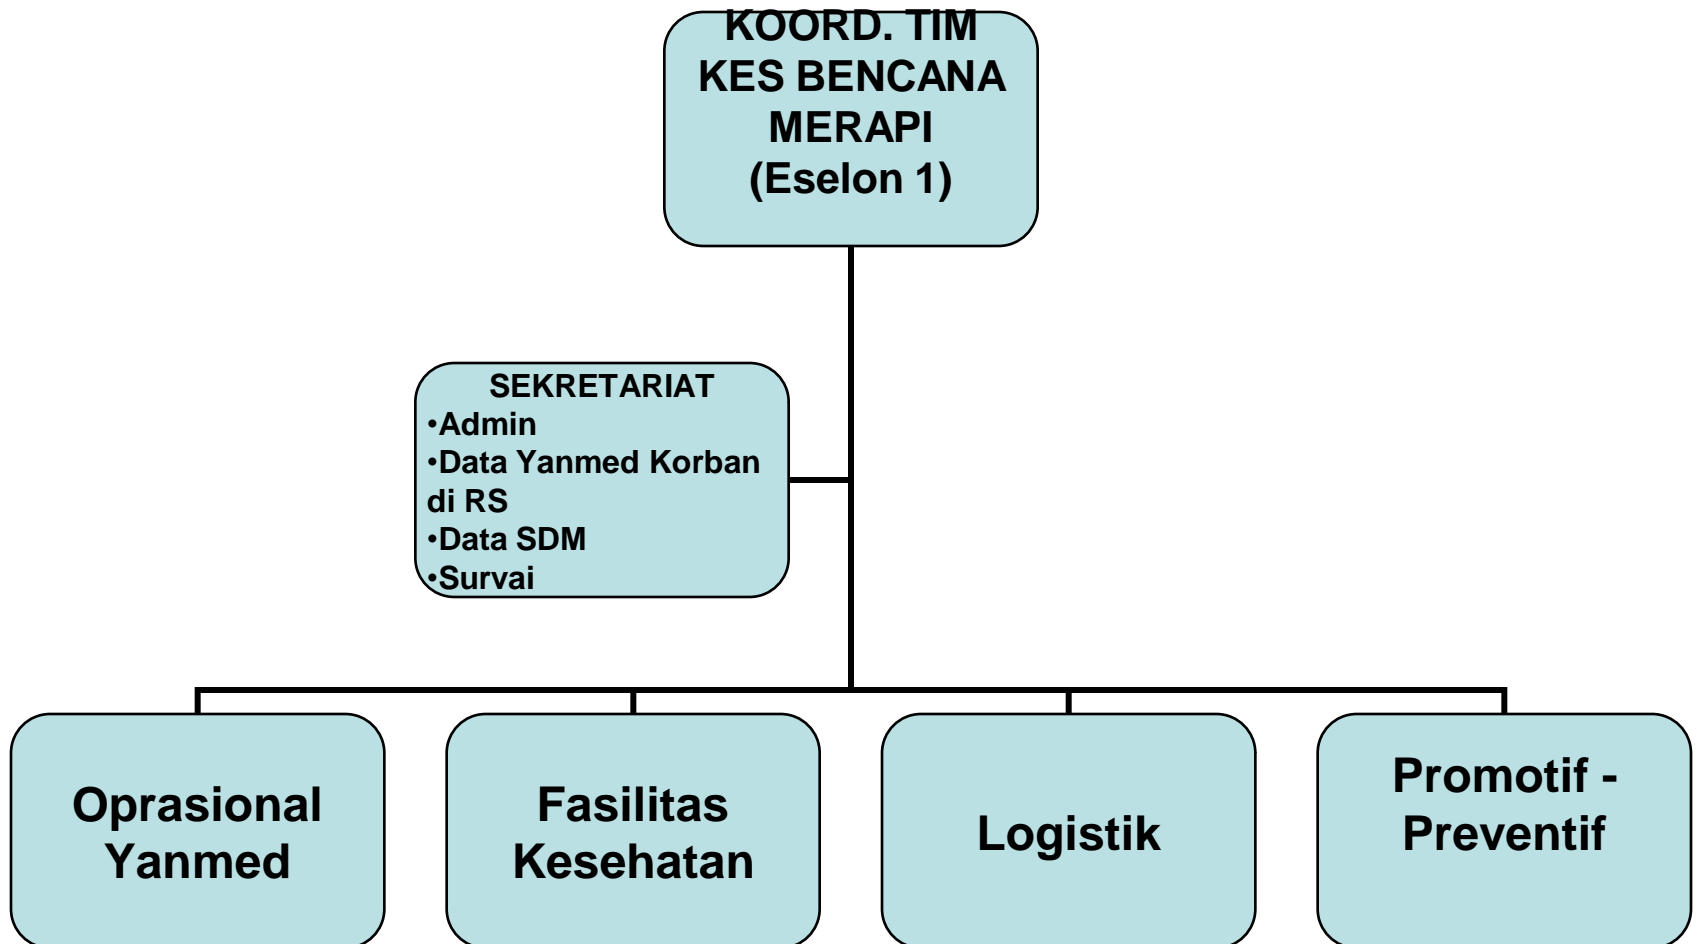 KOORD. TIM
KES BENCANA
MERAPI
(Eselon 1)
SEKRETARIAT
•Admin
•Data Yanmed Korban
di RS
•Data SDM
•Survai
Oprasional
Yanmed
Fasilitas
Kesehatan
Logistik
Promotif -
Preventif